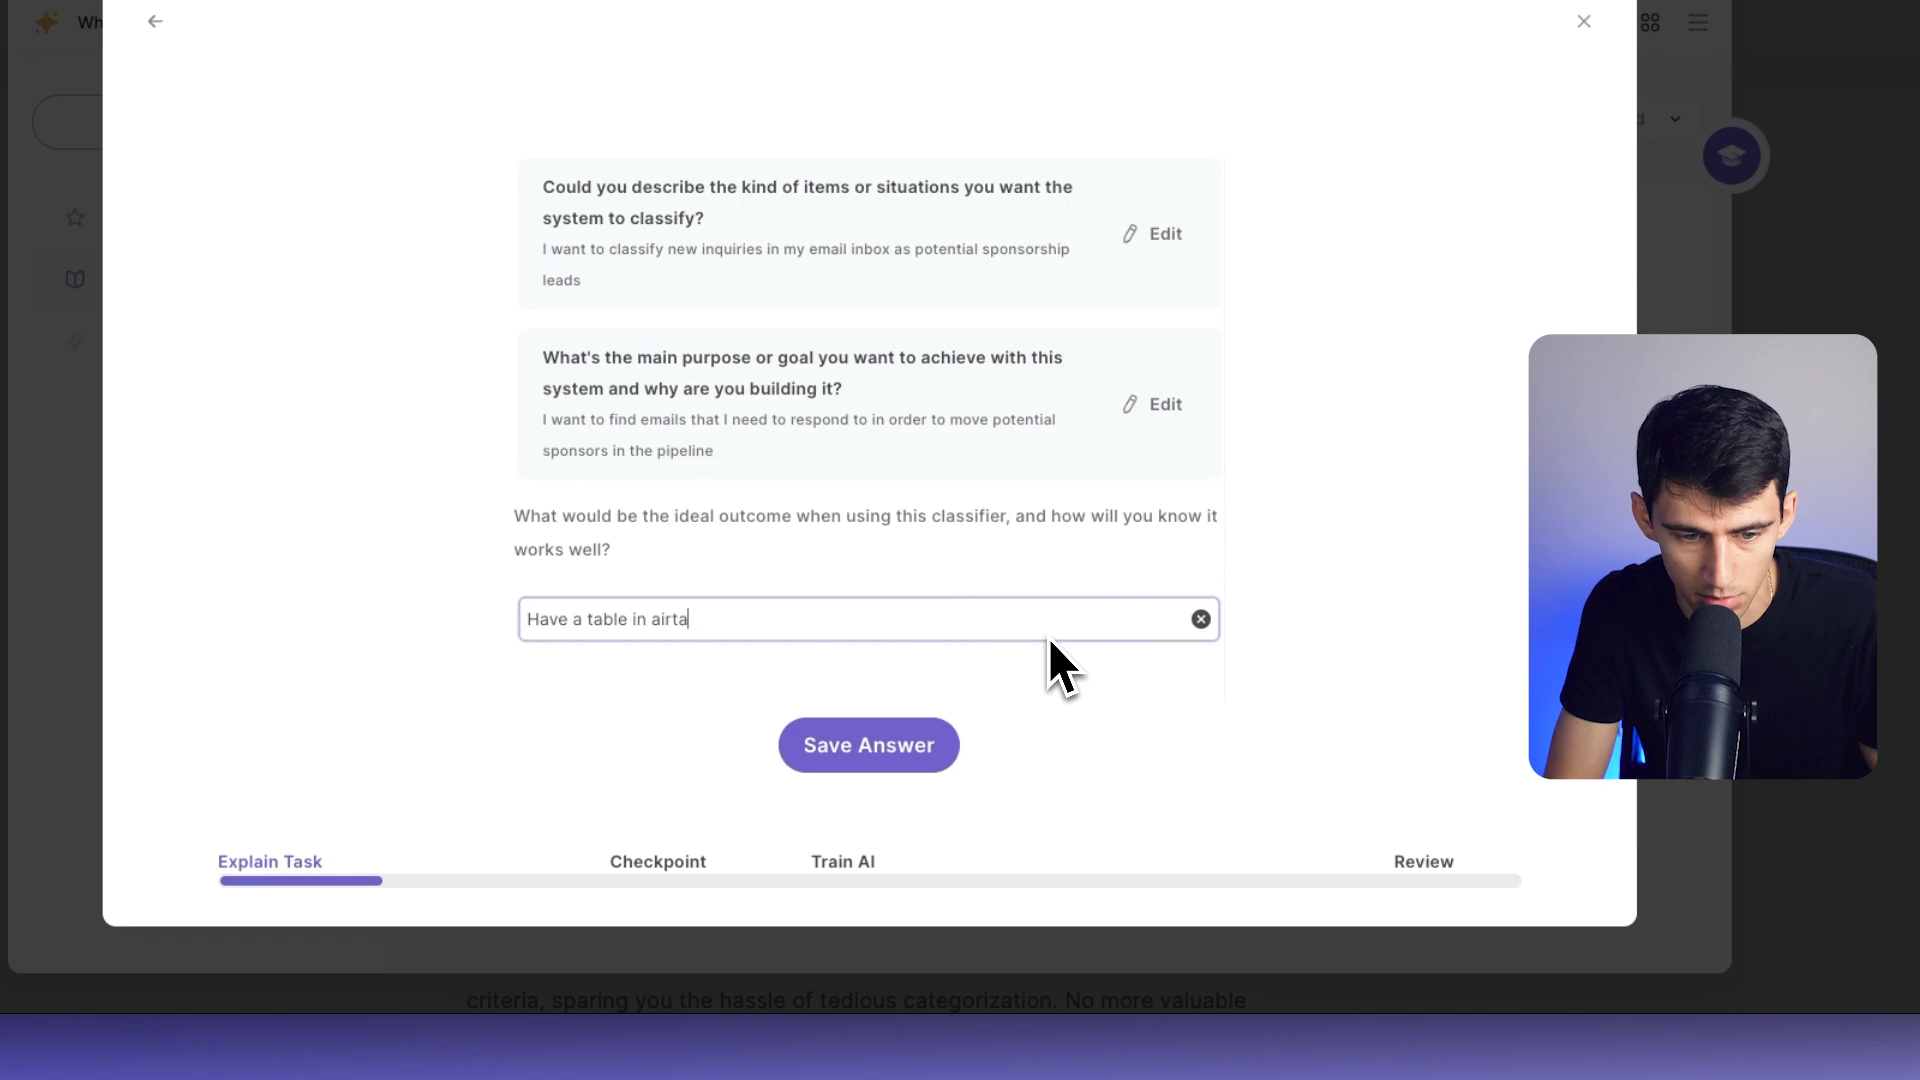 Wh
Could you describe the kind of items or situations you want the
system to classify?
I want to classify new inquiries in my email inbox as potential sponsorship
leads
Edit
What's the main purpose or goal you want to achieve with this
system and why are you building it?
I want to find emails that I need to respond to in order to move potential
sponsors in the pipeline
Edit
What would be the ideal outcome when using this classifier, and how will you know it
works well?
Have a table in airta
Save Answer
Explain Task
Checkpoint
Train AI
Review
criteria, sparing you the hassle of tedious categorization. No more valuable